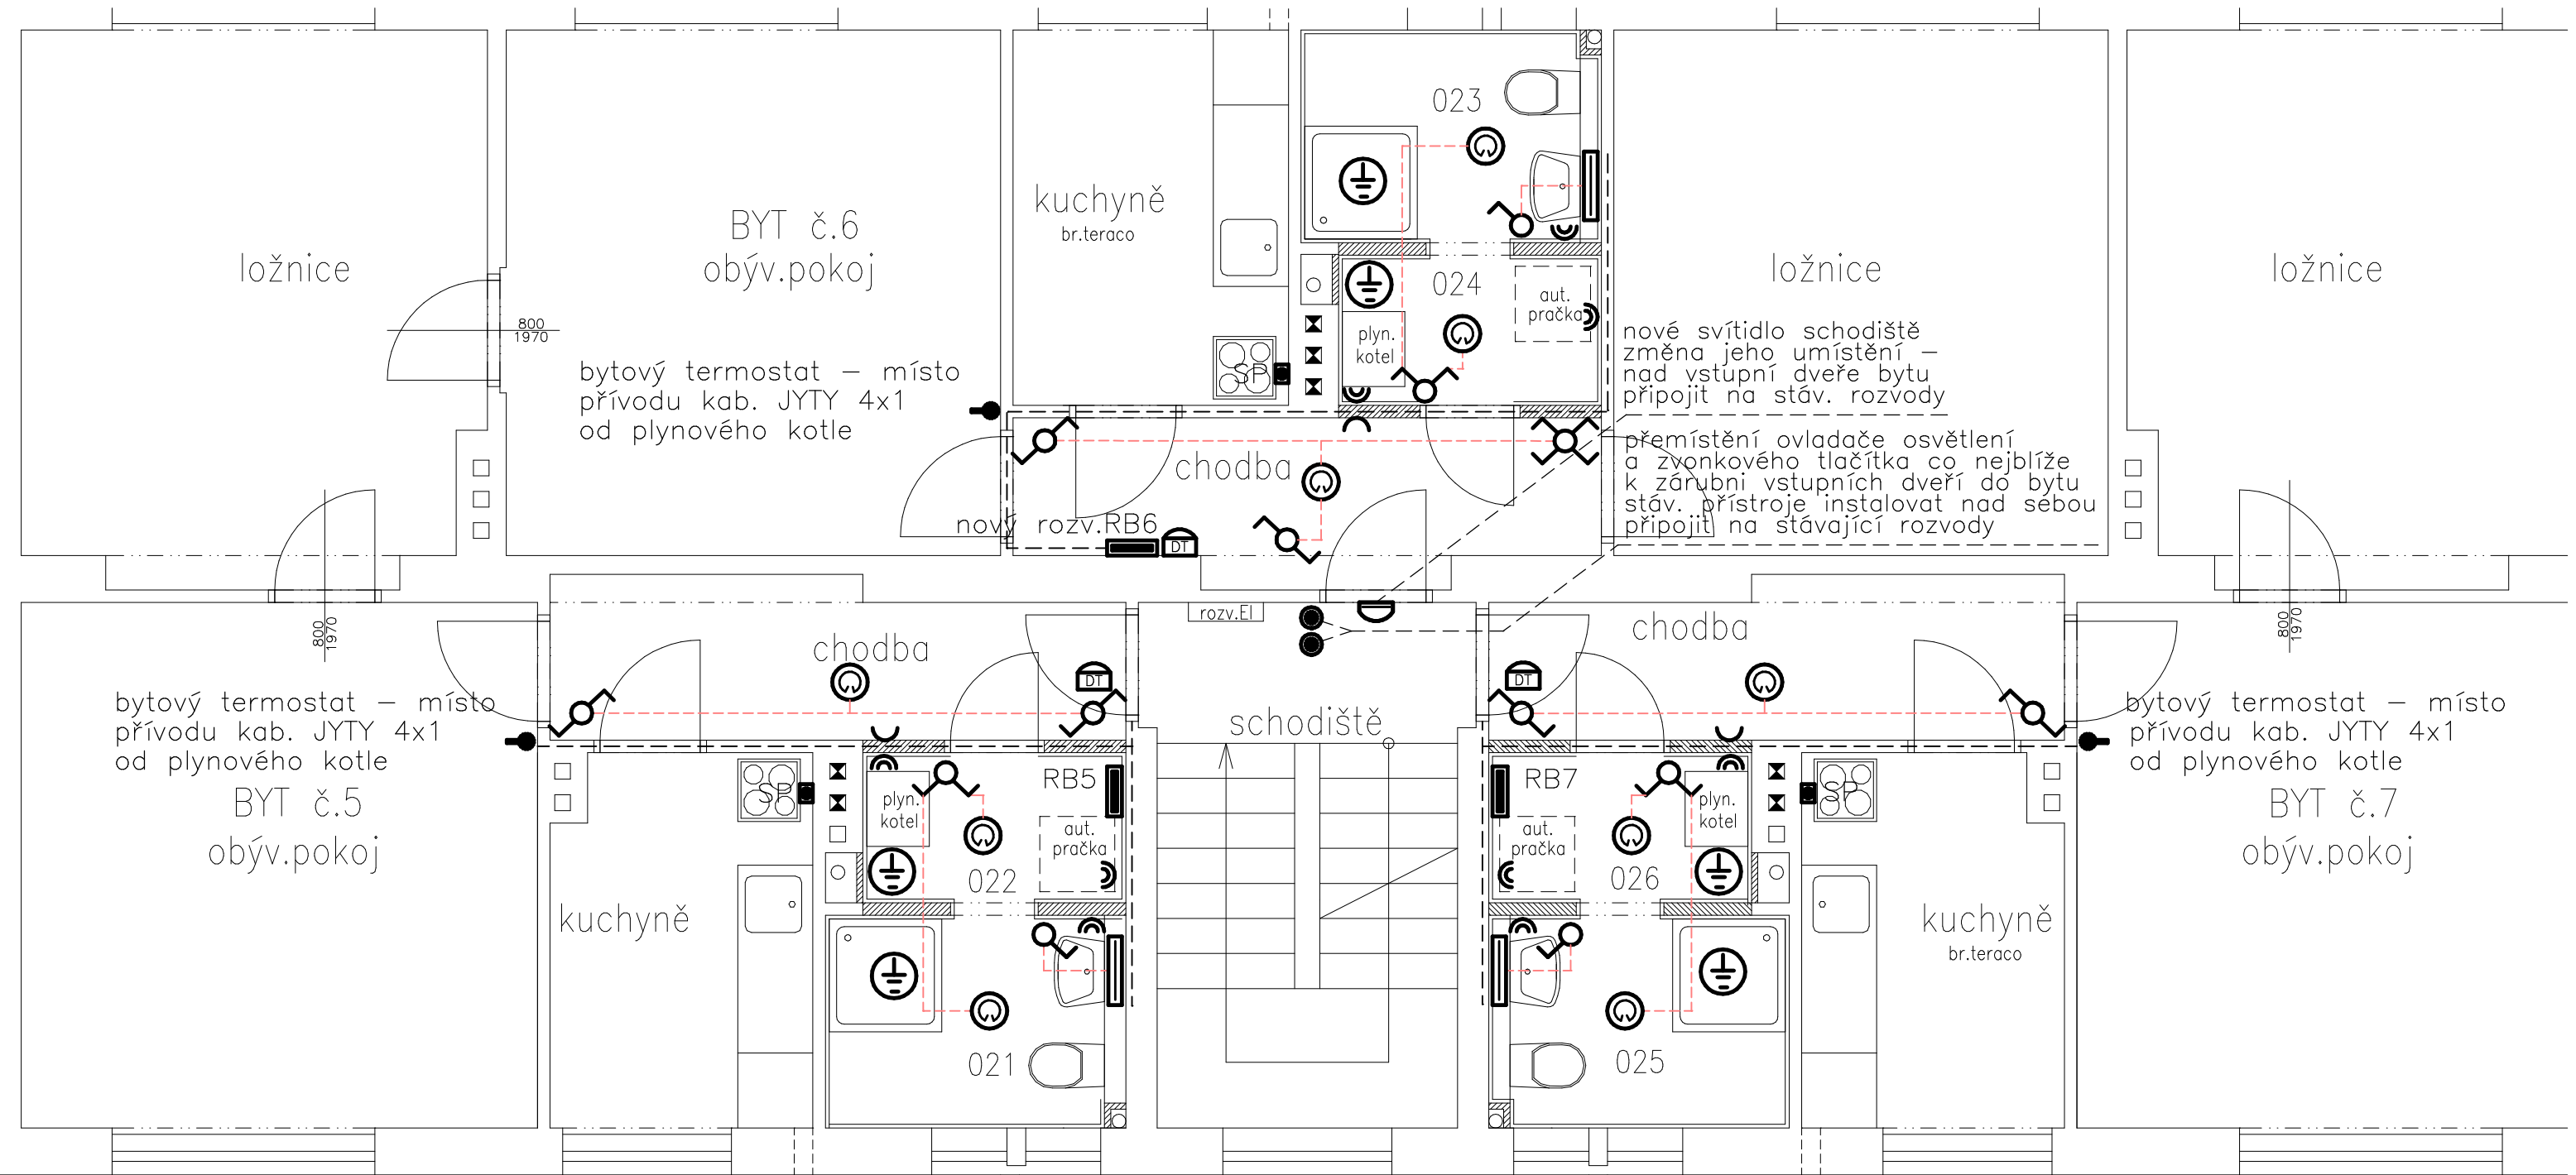 023
kuchyně
br.teraco
BYT č.6
obýv.pokoj
ložnice
ložnice
ložnice
024
aut.
pračka
plyn.
kotel
800
1970
SP
bytový termostat – místo
přívodu kab. JYTY 4x1
od plynového kotle
nové svítidlo schodiště
změna jeho umístění –
nad vstupní dveře bytu
připojit na stáv. rozvody
přemístění ovladače osvětlení
a zvonkového tlačítka co nejblíže
k zárubni vstupních dveří do bytu
stáv. přístroje instalovat nad sebou
připojit na stávající rozvody
chodba
nový rozv.RB6
DT
rozv.El
800
1970
chodba
DT
schodiště
DT
chodba
800
1970
bytový termostat – místo
přívodu kab. JYTY 4x1
od plynového kotle
BYT č.5
obýv.pokoj
SP
plyn.
kotel
RB5
aut.
pračka
022
kuchyně
021
RB7
aut.
pračka
plyn.
kotel
026
SP
kuchyně
br.teraco
025
bytový termostat – místo
přívodu kab. JYTY 4x1
od plynového kotle
BYT č.7
obýv.pokoj